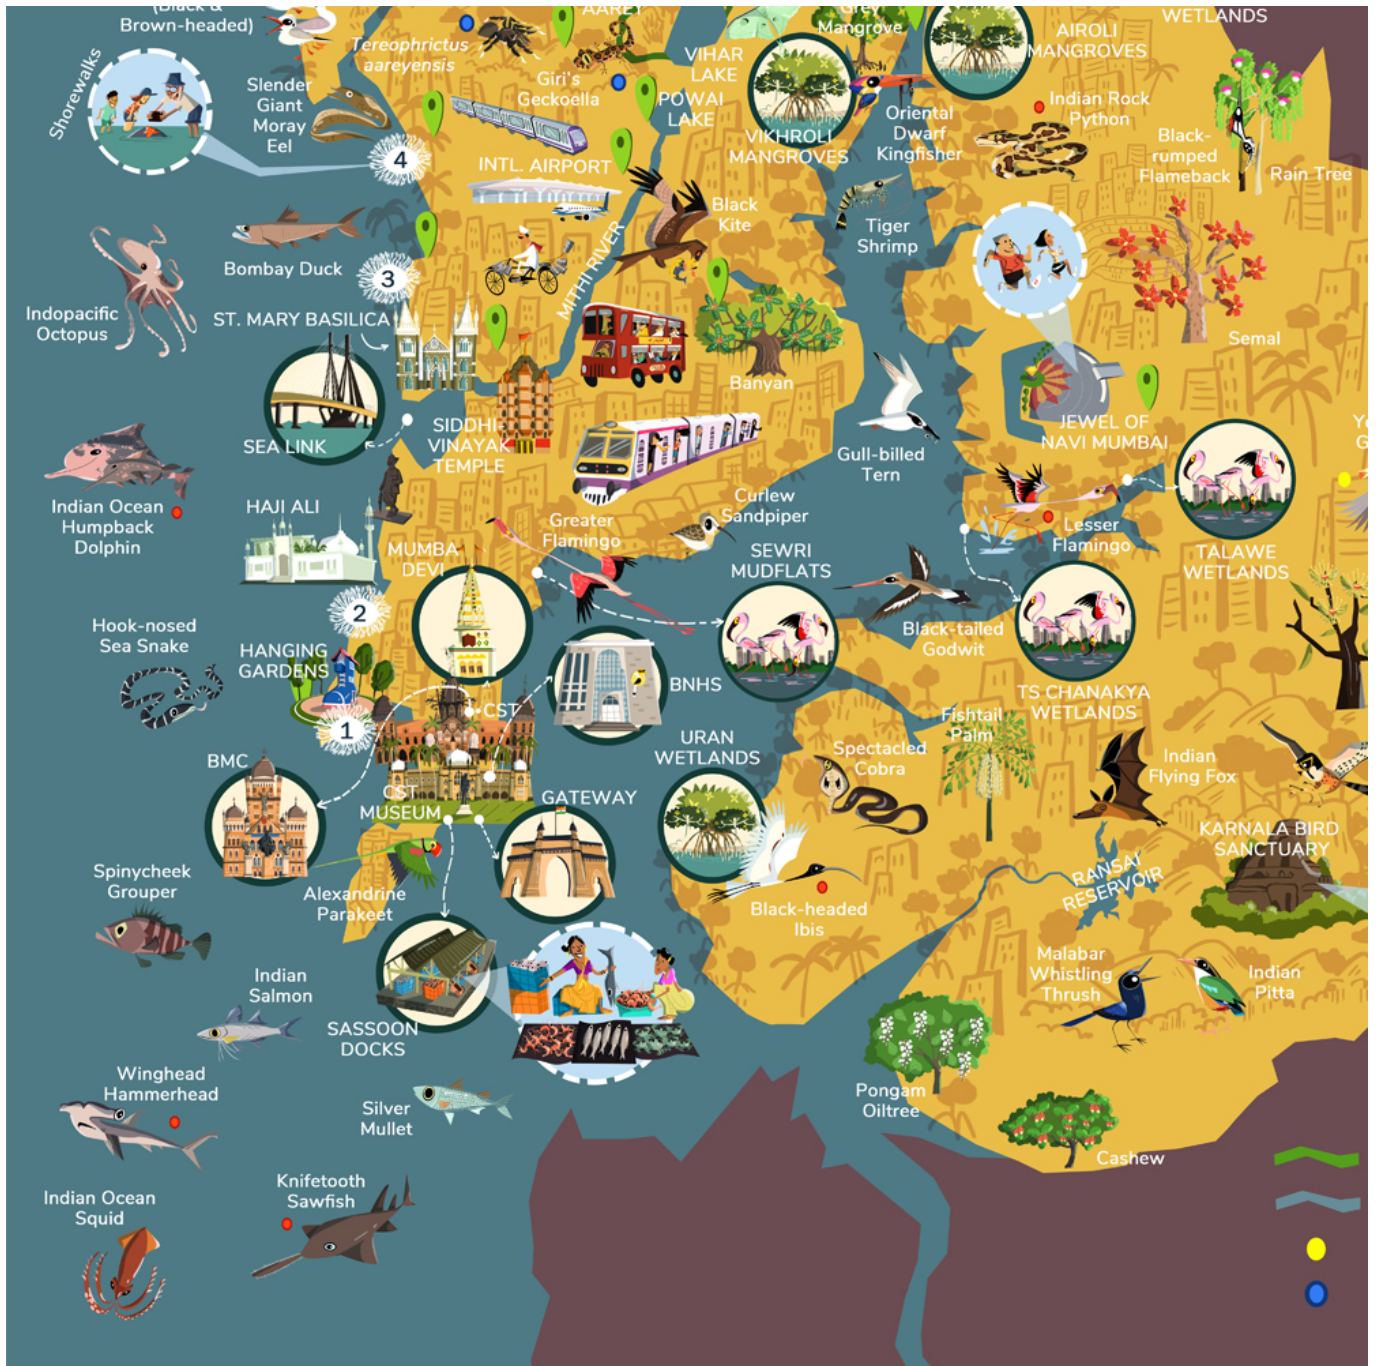 (Black &
Brown-headed)
Tereophrictus
aareyensis
AAREY
Grey
Mangrove
WETLANDS
Shorewalks
Slender
Giant
Moray
Eel
Giri's
Geckoella
VIHAR
LAKE
POWAI
LAKE
VIKHROLI
MANGROVES
AIROLI
MANGROVES
Oriental
Dwarf
Kingfisher
Indian Rock
Python
Black-
rumped
Flameback
Rain Tree
4
INTL. AIRPORT
Black
Kite
Tiger
Shrimp
Bombay Duck
3
MITHI RIVER
Indopacific
Octopus
ST. MARY BASILICA
Semal
Banyan
SEA LINK
SIDDHI-
VINAYAK
TEMPLE
Gull-billed
Tern
JEWEL OF
NAVI MUMBAI
Indian Ocean
Humpback
Dolphin
HAJI ALI
Greater
Flamingo
Curlew
Sandpiper
Lesser
Flamingo
TALAWE
WETLANDS
MUMBA
DEVI
SEWRI
MUDFLATS
2
Hook-nosed
Sea Snake
HANGING
GARDENS
Black-tailed
Godwit
BNHS
TS CHANAKYA
WETLANDS
1
CST
BMC
URAN
WETLANDS
Spectacled
Cobra
Fishtail
Palm
Indian
Flying Fox
CST
MUSEUM
GATEWAY
KARNALA BIRD
SANCTUARY
RANSAI
RESERVOIR
Spinycheek
Grouper
Alexandrine
Parakeet
Black-headed
Ibis
Malabar
Whistling
Thrush
Indian
Pitta
Indian
Salmon
SASSOON
DOCKS
Winghead
Hammerhead
Silver
Mullet
Pongam
Oiltree
Cashew
Indian Ocean
Squid
Knifetooth
Sawfish